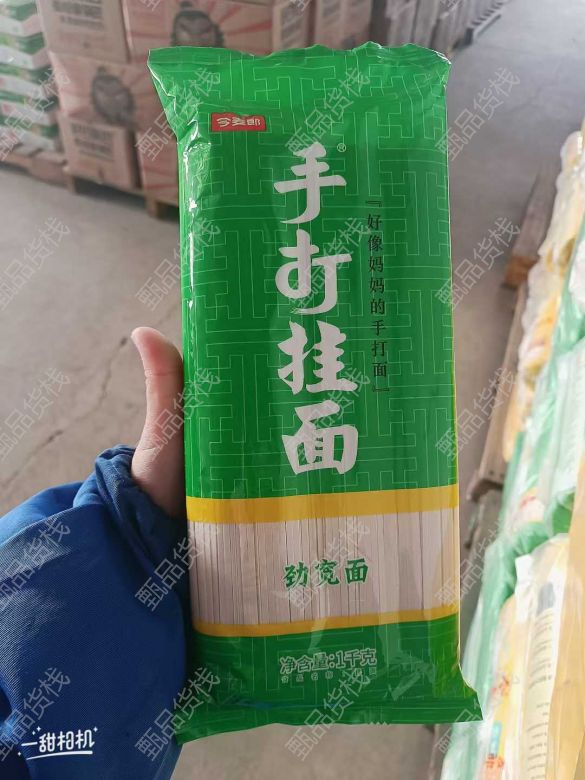 今麦郎
手打挂面®
『好像妈妈的手打面』
劲宽面
净含量:1千克
一甜相机
甄品货栈